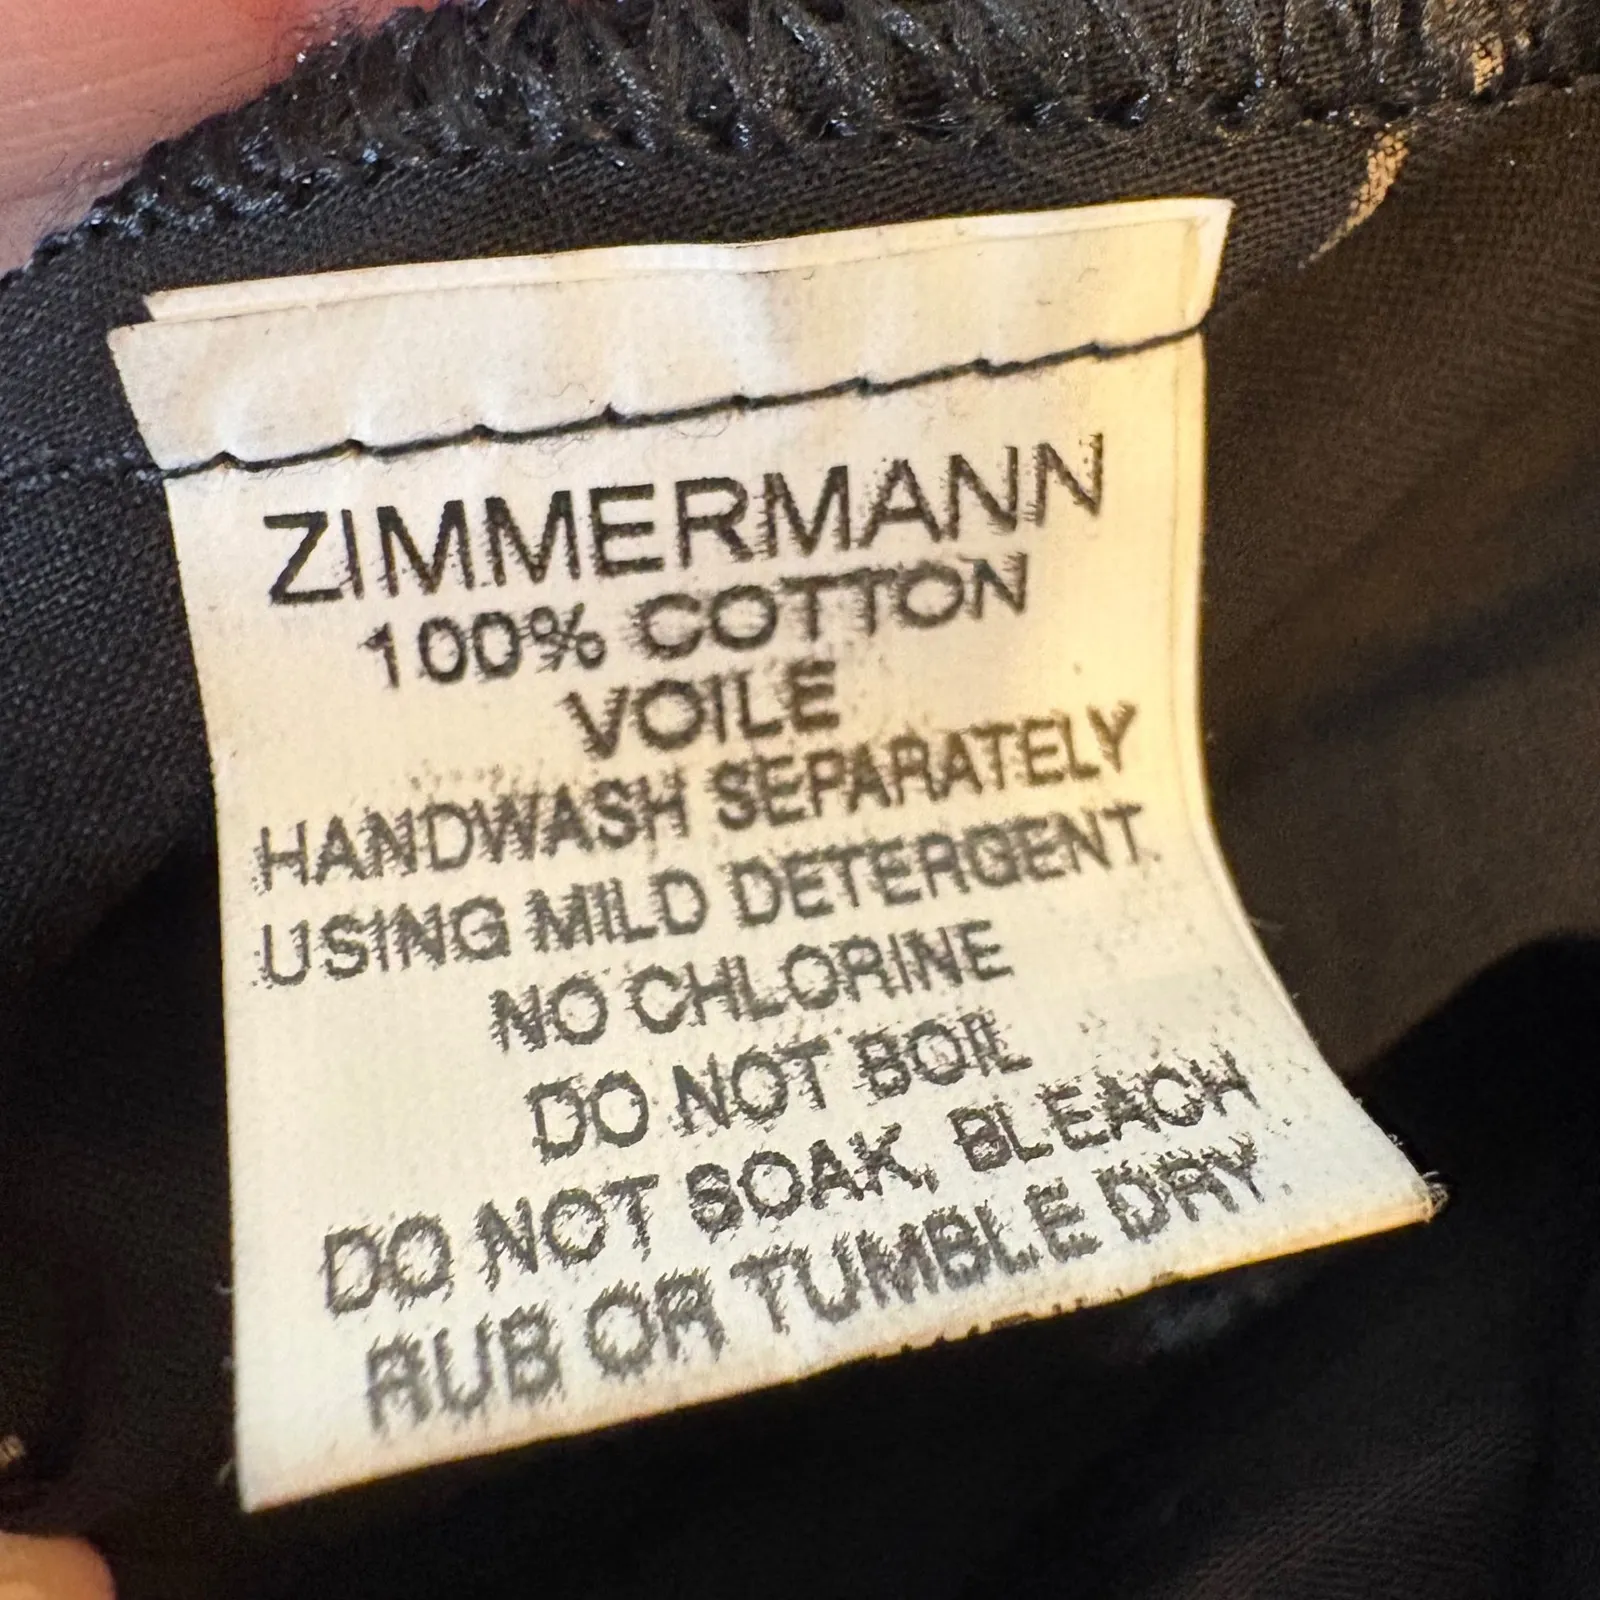 ZIMMERMANN
100% COTTON
VOILE
HANDWASH SEPARATELY
USING MILD DETERGENT.
NO CHLORINE
DO NOT BOIL
DO NOT SOAK, BLEACH
RUB OR TUMBLE DRY.